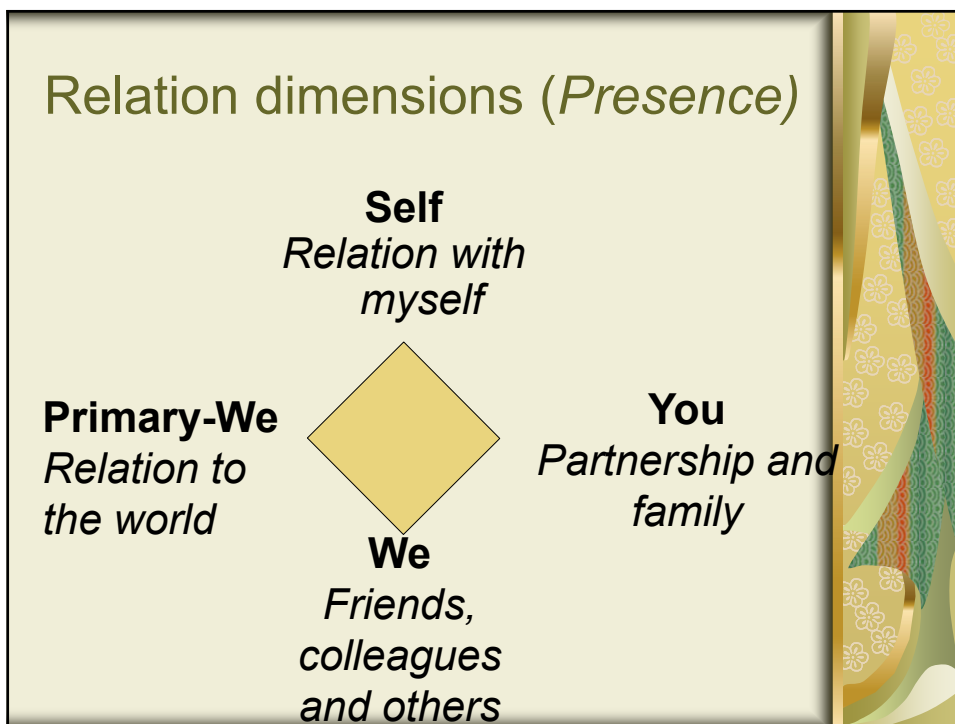 Relation dimensions (Presence)
Self
Relation with
myself
Primary-We
Relation to
the world
You
Partnership and
family
We
Friends,
colleagues
and others